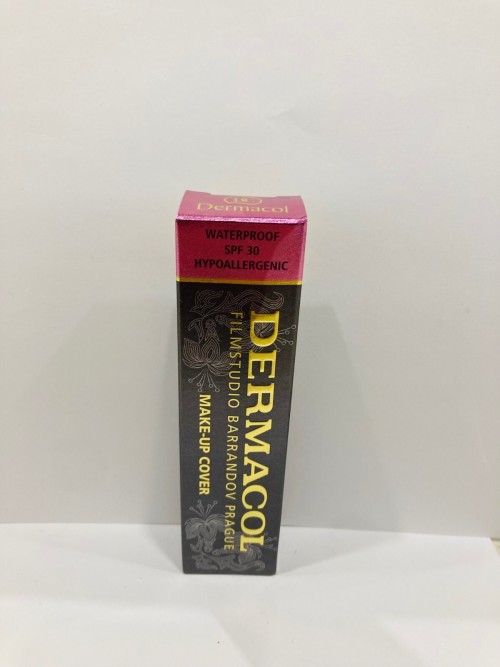 Dermacol
WATERPROOF
SPF 30
HYPOALLERGENIC
DERMACOL
FILMSTUDIO BARRANDOV PRAGUE
MAKE-UP COVER